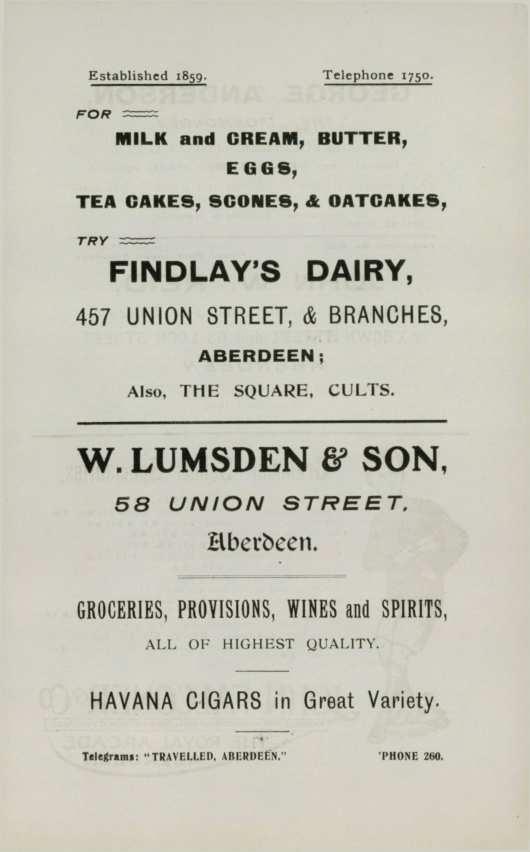 Established 1859. Telephone 1750.
FOR
MILK and CREAM, BUTTER,
EGGS,
TEA CAKES, SCONES, & OATCAKES,
TRY
FINDLAY'S DAIRY,
457 UNION STREET, & BRANCHES,
ABERDEEN;
Also, THE SQUARE, CULTS.
W. LUMSDEN & SON,
58 UNION STREET,
Aberdeen.
GROCERIES, PROVISIONS, WINES and SPIRITS,
ALL OF HIGHEST QUALITY.
HAVANA CIGARS in Great Variety.
Telegrams: "TRAVELLED, ABERDEEN." 'PHONE 260.